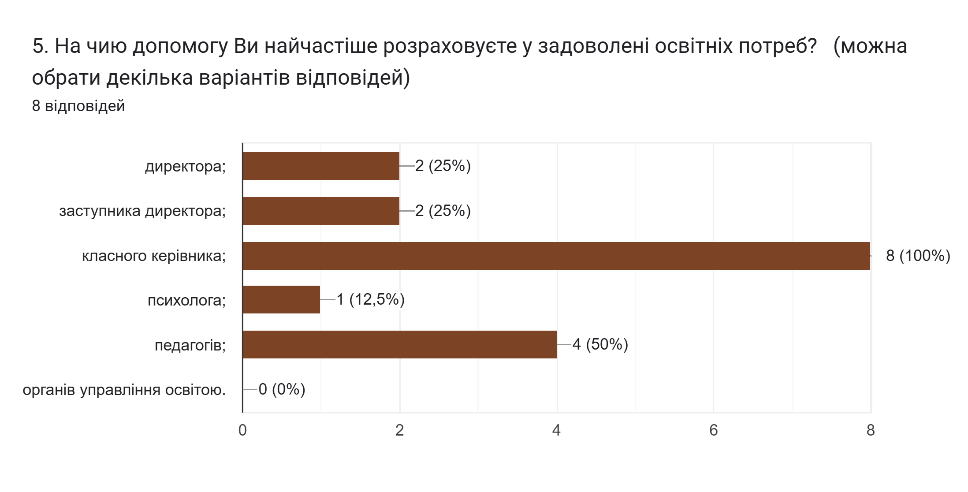 5. На чию допомогу Ви найчастіше розраховуєте у задоволені освітніх потреб?   (можна
обрати декілька варіантів відповідей)
8 відповідей
директора; 2 (25%)
заступника директора; 2 (25%)
класного керівника; 8 (100%)
психолога; 1 (12,5%)
педагогів; 4 (50%)
органів управління освітою. 0 (0%)
0 2 4 6 8